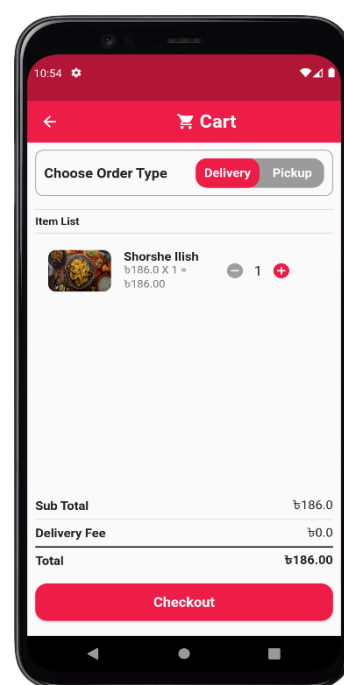 10:54
Cart
Choose Order Type Delivery Pickup
Item List
Shorshe Ilish
৳186.0 X 1 =
৳186.00
1
Sub Total ৳186.0
Delivery Fee ৳0.0
Total ৳186.00
Checkout